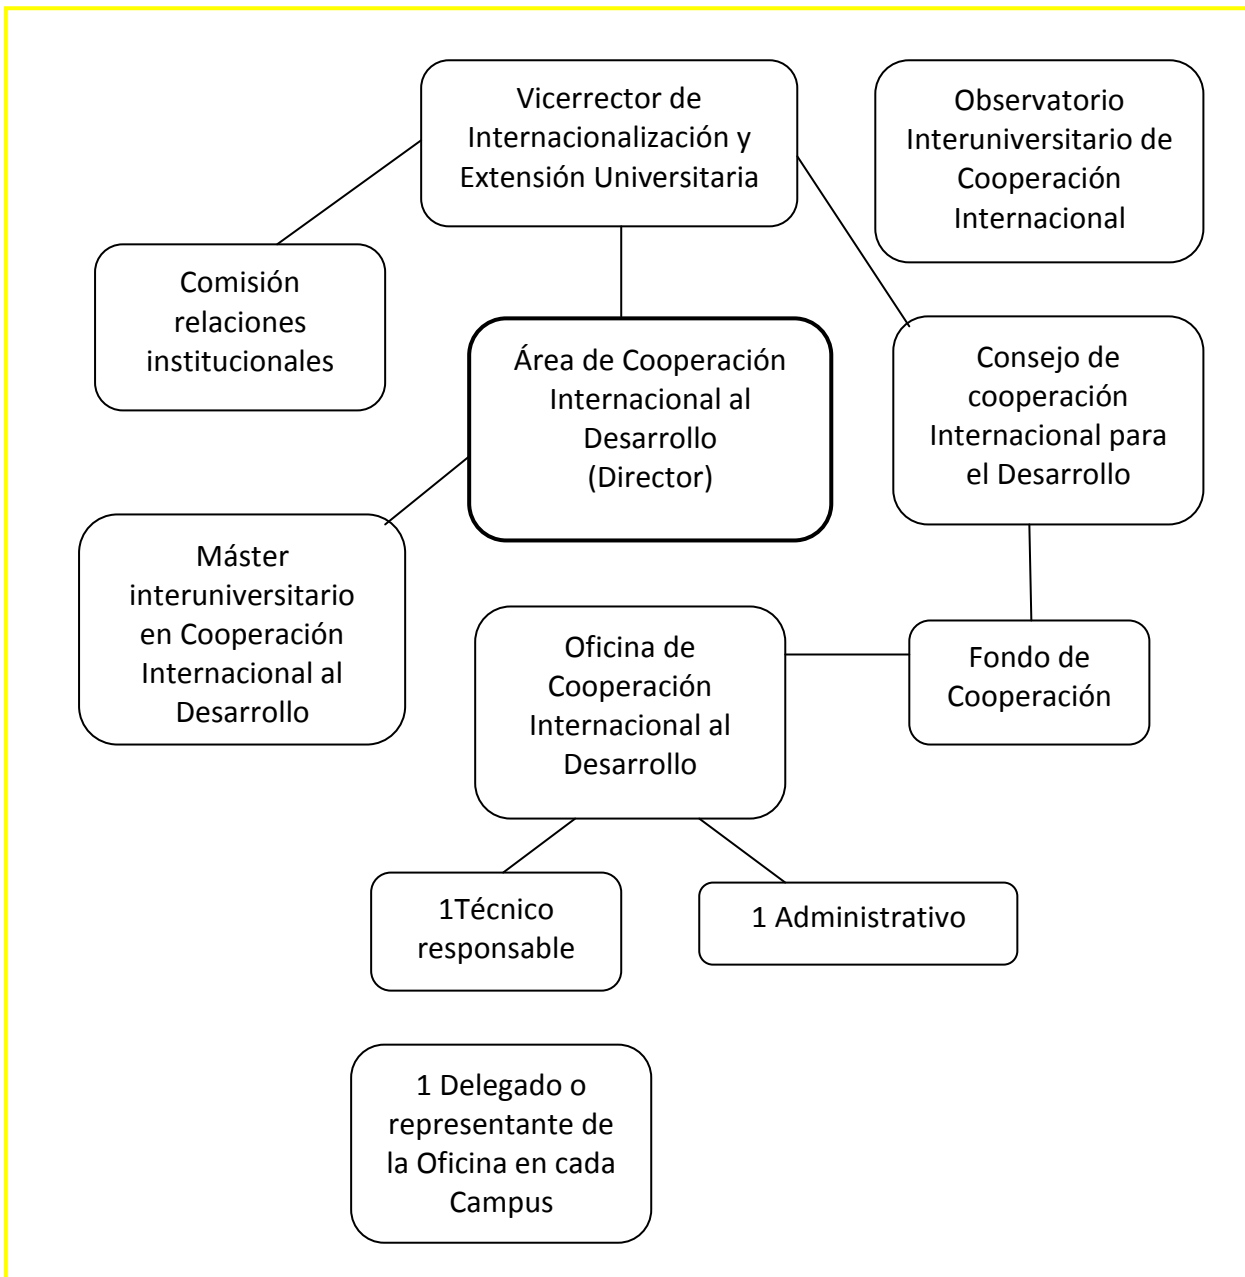 Vicerrector de
Internacionalización y
Extensión Universitaria
Observatorio
Interuniversitario de
Cooperación
Internacional
Comisión
relaciones
institucionales
Área de Cooperación
Internacional al
Desarrollo
(Director)
Consejo de
cooperación
Internacional para
el Desarrollo
Máster
interuniversitario
en Cooperación
Internacional al
Desarrollo
Oficina de
Cooperación
Internacional al
Desarrollo
Fondo de
Cooperación
1Técnico
responsable
1 Administrativo
1 Delegado o
representante de
la Oficina en cada
Campus